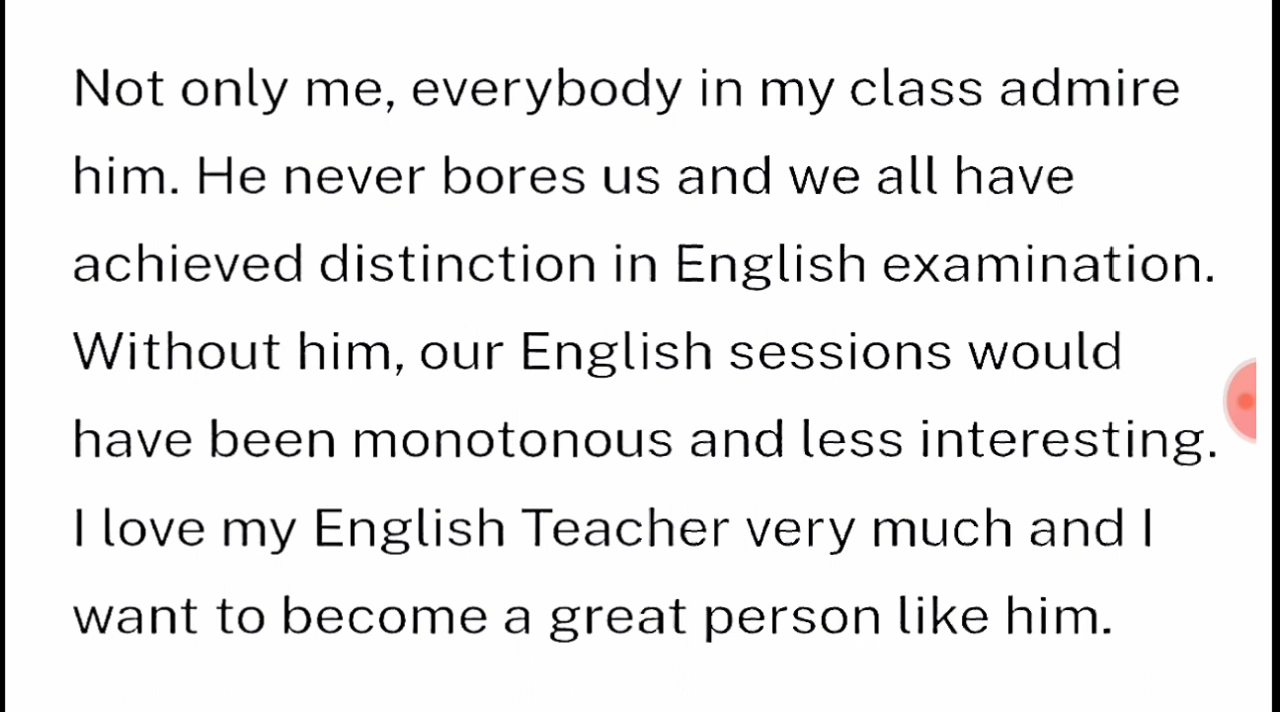 Not only me, everybody in my class admire
him. He never bores us and we all have
achieved distinction in English examination.
Without him, our English sessions would
have been monotonous and less interesting.
I love my English Teacher very much and I
want to become a great person like him.